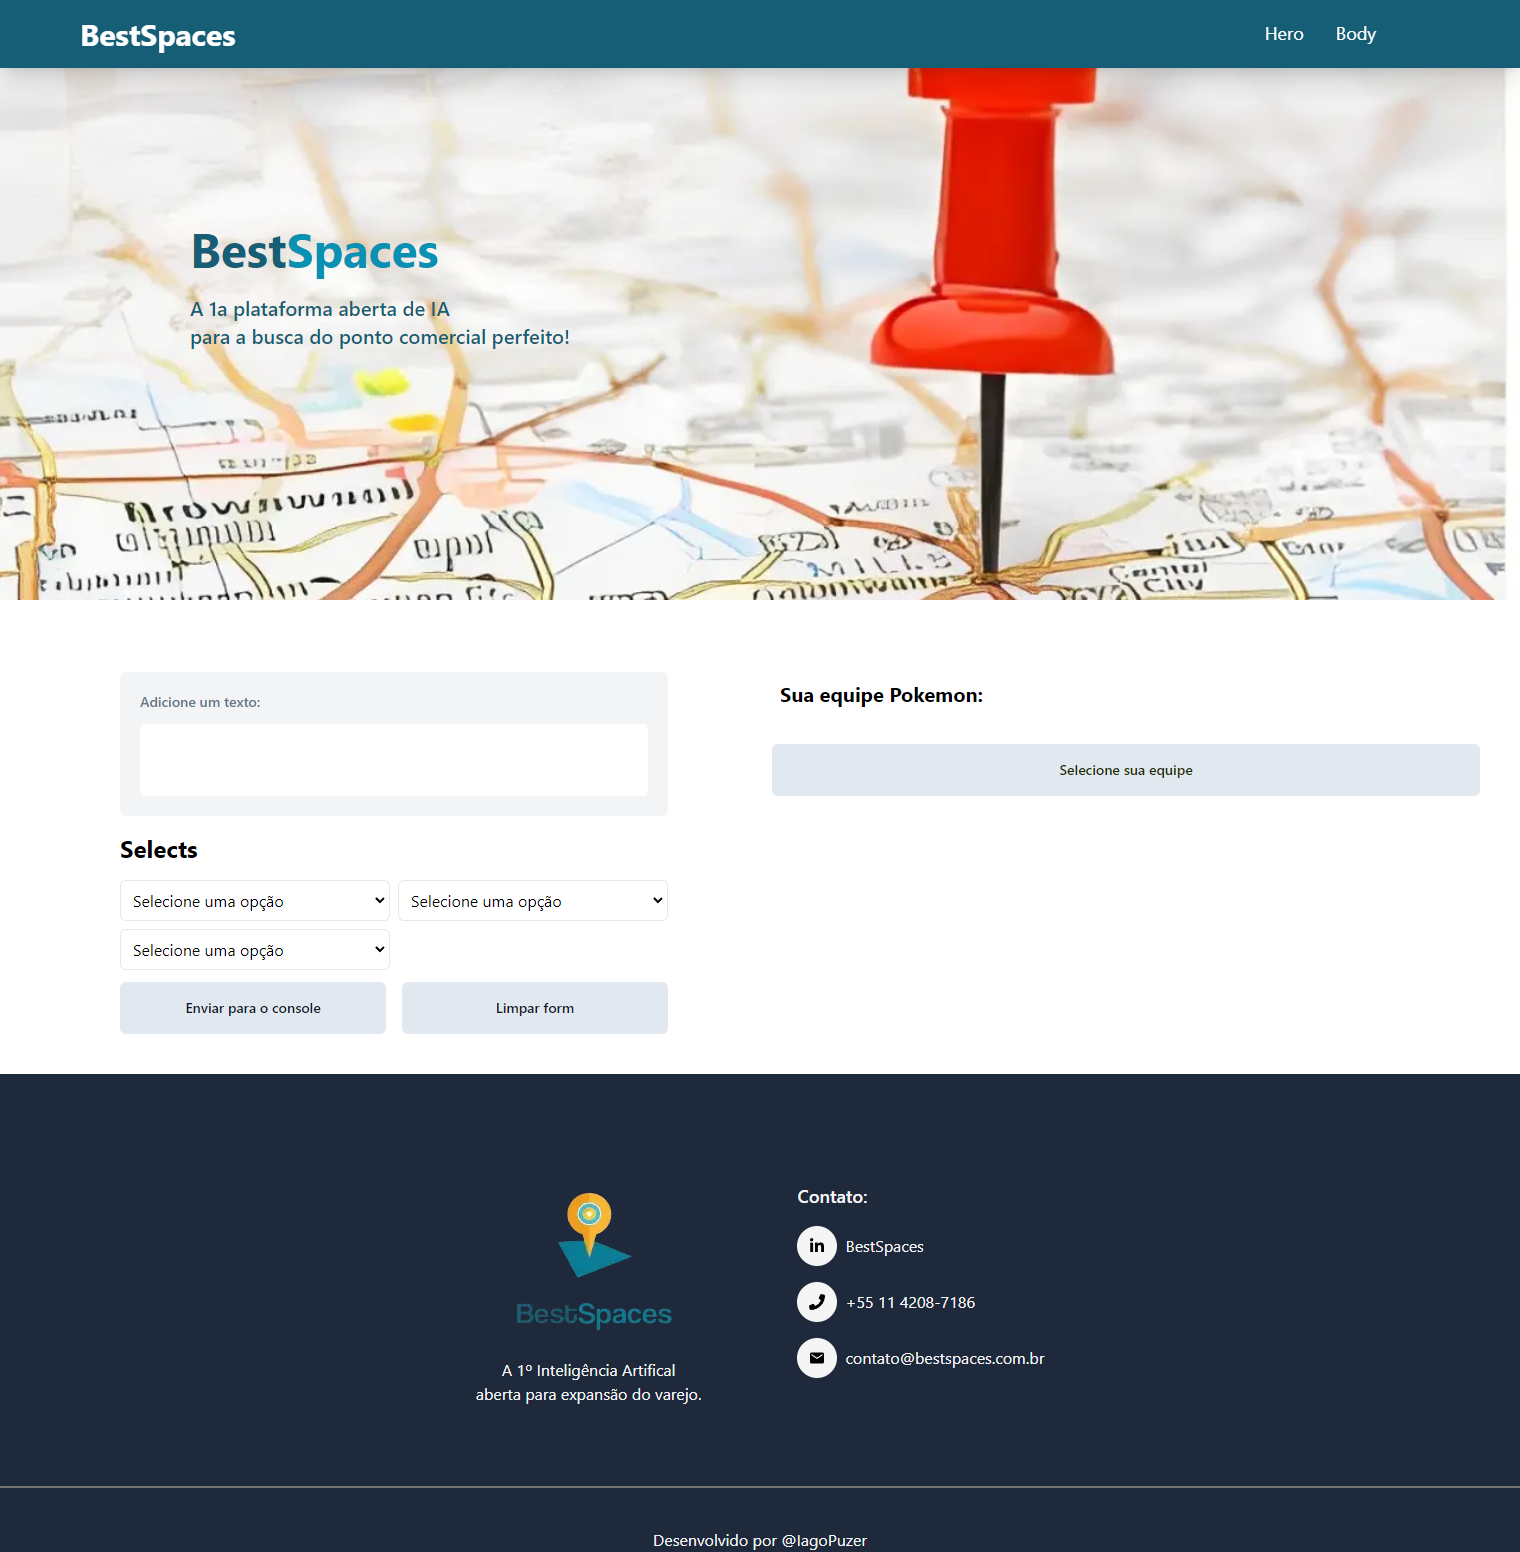 BestSpaces
Hero
Body
BestSpaces
A 1a plataforma aberta de IA
para a busca do ponto comercial perfeito!
Adicione um texto:
Sua equipe Pokemon:
Selecione sua equipe
Selects
Selecione uma opção
Selecione uma opção
Selecione uma opção
Enviar para o console
Limpar form
BestSpaces
A 1º Inteligência Artifical
aberta para expansão do varejo.
Contato:
in
BestSpaces
+55 11 4208-7186
contato@bestspaces.com.br
Desenvolvido por @IagoPuzer